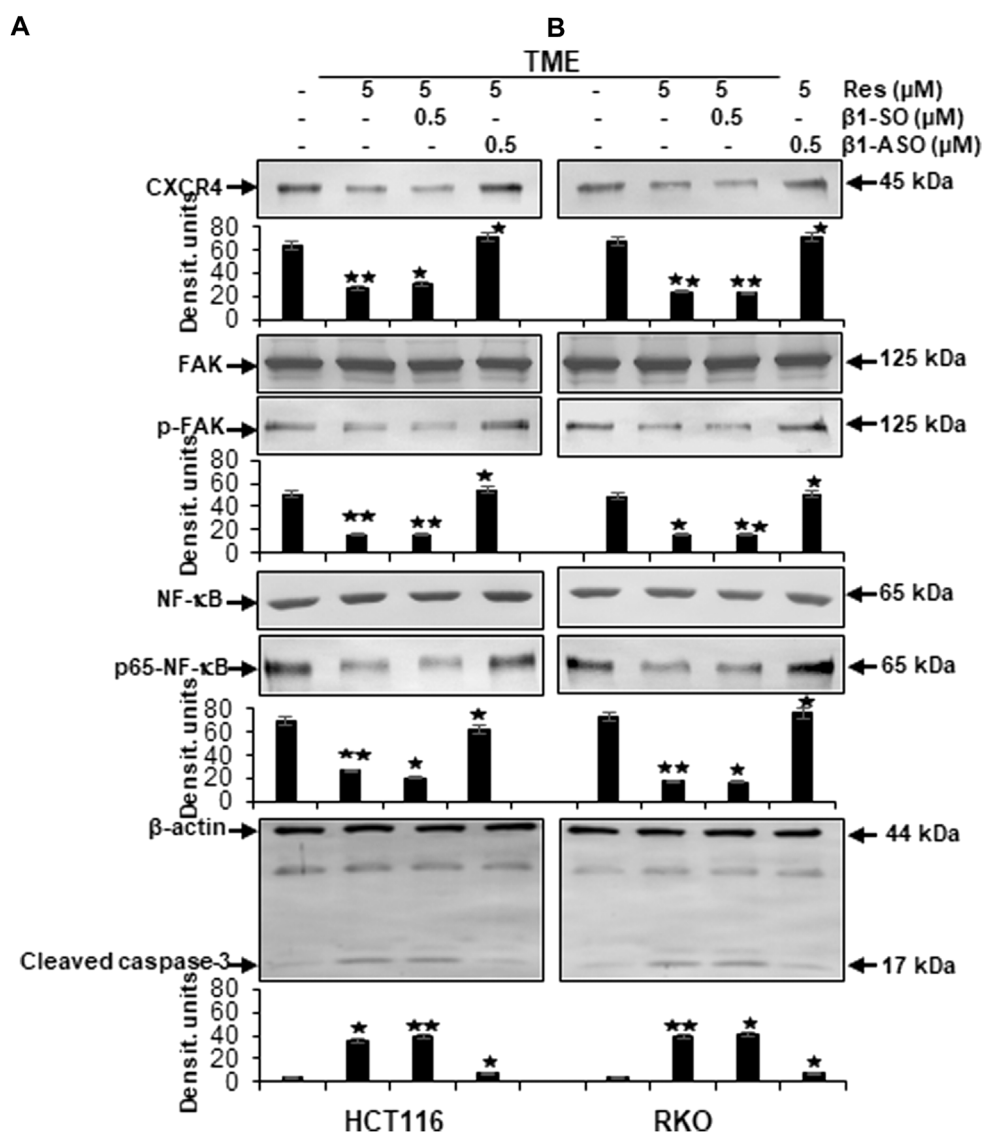 A B
TME
- 5 5 5 - 5 5 5 Res (µM)
- - 0.5 - - - 0.5 - β1-SO (µM)
- - - 0.5 - - - 0.5 β1-ASO (µM)
CXCR4 45 kDa
Densit. units
80
60
40
20
0
★★ ★ ★ ★★ ★★ ★
FAK 125 kDa
p-FAK 125 kDa
Densit. units
80
60
40
20
0
★★ ★★ ★ ★ ★★ ★
NF-κB 65 kDa
p65-NF-κB 65 kDa
Densit. units
80
60
40
20
0
★★ ★ ★ ★★ ★ ★
β-actin 44 kDa
Cleaved caspase-3 17 kDa
Densit. units
80
60
40
20
0
★ ★★ ★ ★★ ★ ★
HCT116 RKO